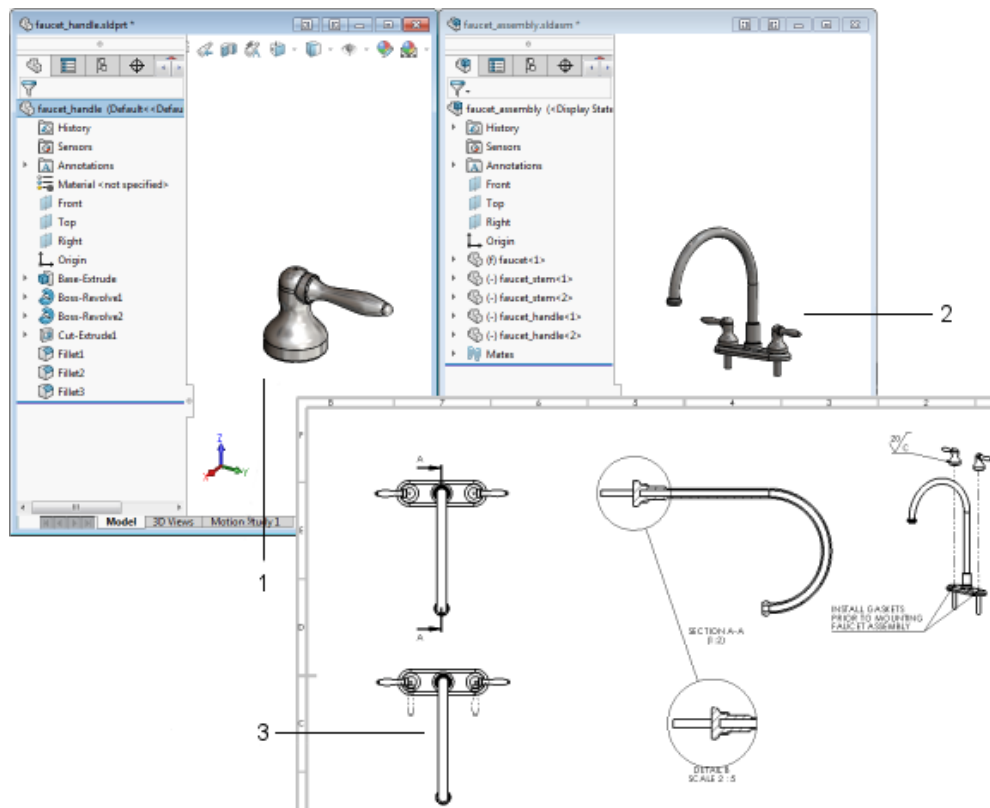 faucet_handle.sldprt *
faucet_handle (Default<<Defau
History
Sensors
Annotations
Material <not specified>
Front
Top
Right
Origin
Base-Extrude
Boss-Revolve1
Boss-Revolve2
Cut-Extrude1
Fillet1
Fillet2
Fillet3
Z
X
Y
Model 3D Views Motion Study 1
1
faucet_assembly.sldasm *
faucet_assembly (<Display State
History
Sensors
Annotations
Front
Top
Right
Origin
(f) faucet<1>
(-) faucet_stem<1>
(-) faucet_stem<2>
(-) faucet_handle<1>
(-) faucet_handle<2>
Mates
2
8 7 6 5 4 3 2
F
E
D
C
A
A
3
SECTION A-A
(1:2)
DETAIL B
SCALE 2 : 5
20
C
INSTALL GASKETS
PRIOR TO MOUNTING
FAUCET ASSEMBLY